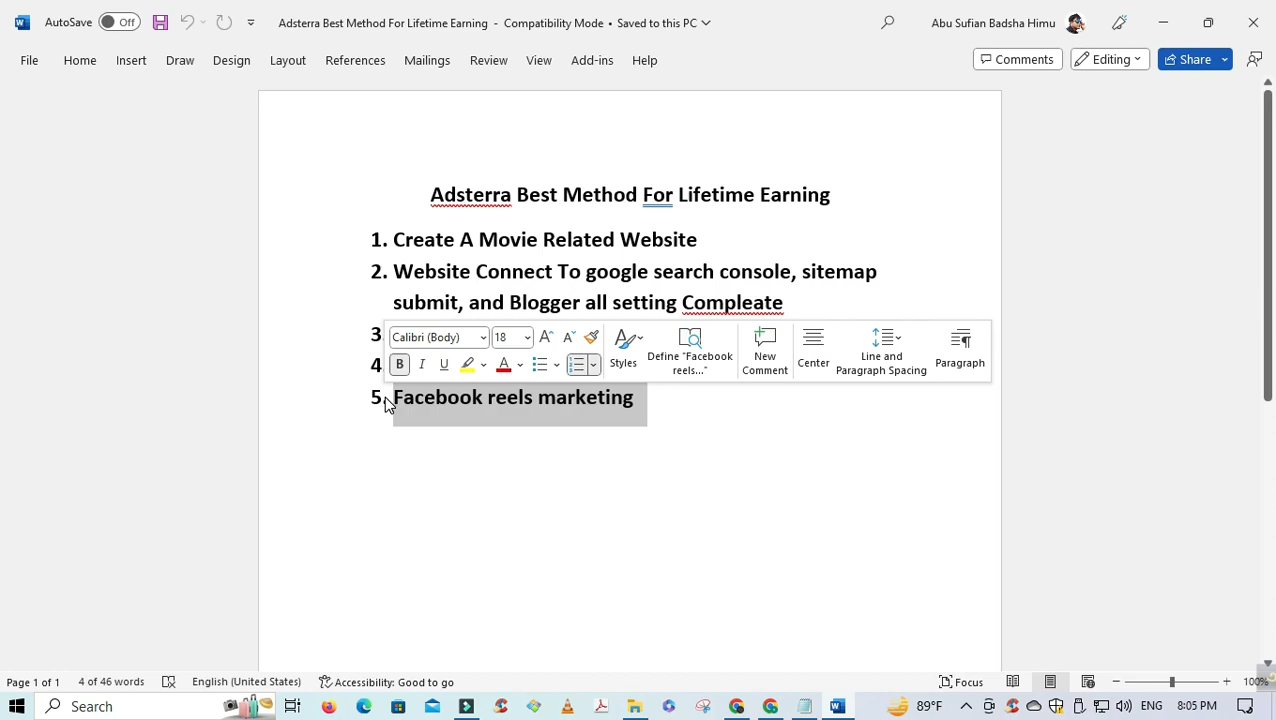 AutoSave Off Adsterra Best Method For Lifetime Earning - Compatibility Mode • Saved to this PC Abu Sufian Badsha Himu
File Home Insert Draw Design Layout References Mailings Review View Add-ins Help Comments Editing Share
Adsterra Best Method For Lifetime Earning
1. Create A Movie Related Website
2. Website Connect To google search console, sitemap
submit, and Blogger all setting Compleate
3
4
Calibri (Body) 18
B I U A
Styles
Define "Facebook
reels..."
New
Comment
Center
Line and
Paragraph Spacing
Paragraph
5. Facebook reels marketing
Page 1 of 1 4 of 46 words English (United States) Accessibility: Good to go Focus 100%
Search 89°F ENG 8:05 PM